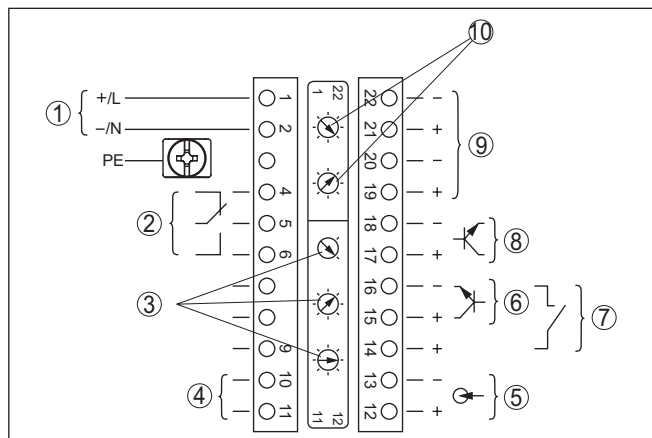 ⑩
① +/L 1 1 22 22 −
−/N 2 21 + ⑨
PE 20 −
4 19 +
② 5 18 − ⑧
6 17 +
③ 16 − ⑥ ⑦
15 +
9 14 +
④ 10 13 − ⑤
11 11 12 12 +